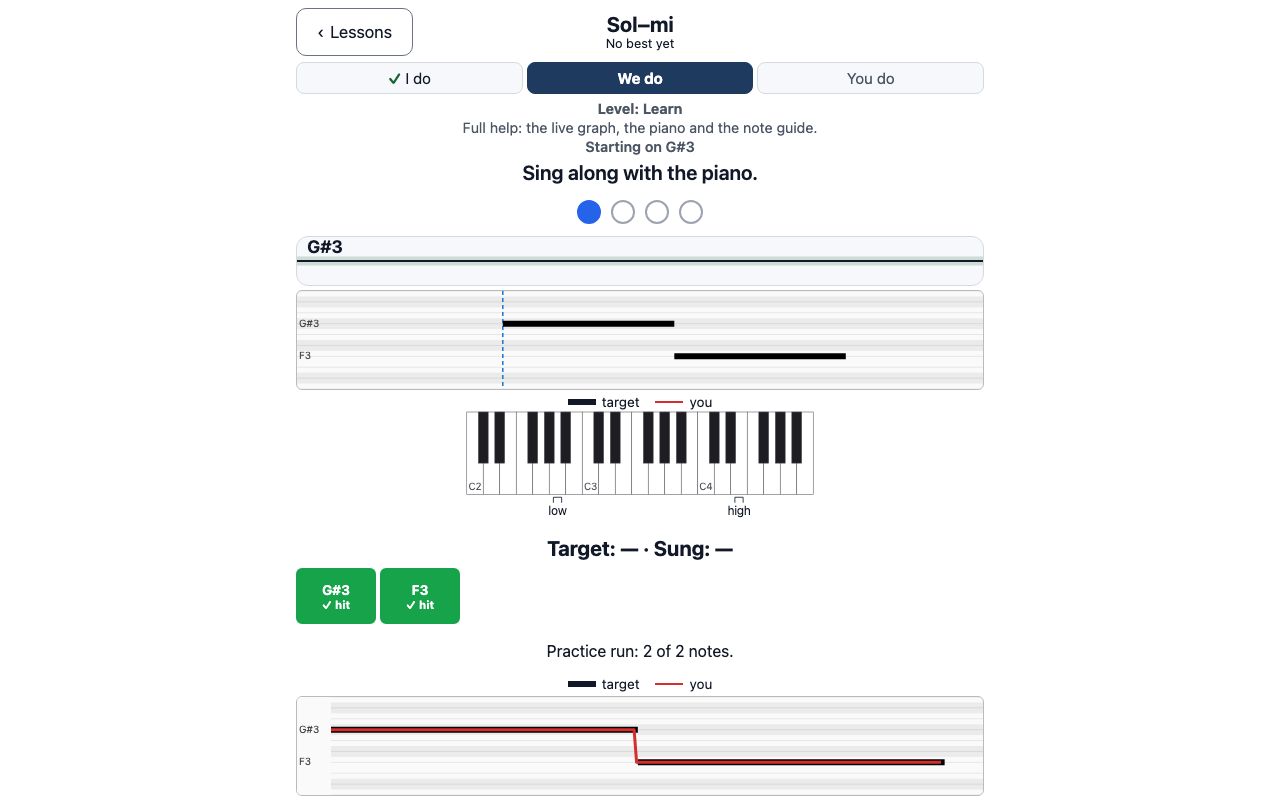 ‹ Lessons
Sol–mi
No best yet
✓ I do
We do
You do
Level: Learn
Full help: the live graph, the piano and the note guide.
Starting on G#3
Sing along with the piano.
G#3
G#3
F3
target
you
C2
C3
C4
low
high
Target: — · Sung: —
G#3
✓ hit
F3
✓ hit
Practice run: 2 of 2 notes.
target
you
G#3
F3